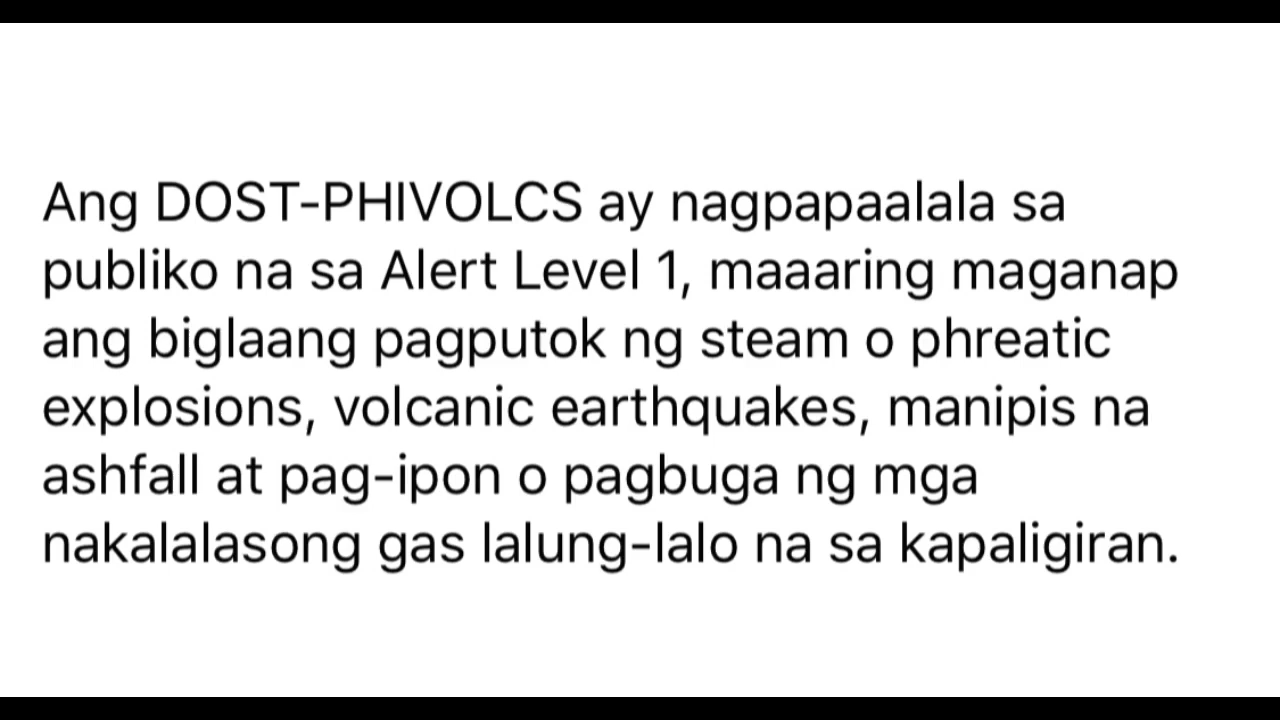 Ang DOST-PHIVOLCS ay nagpapaalala sa
publiko na sa Alert Level 1, maaaring maganap
ang biglaang pagputok ng steam o phreatic
explosions, volcanic earthquakes, manipis na
ashfall at pag-ipon o pagbuga ng mga
nakalalasong gas lalung-lalo na sa kapaligiran.